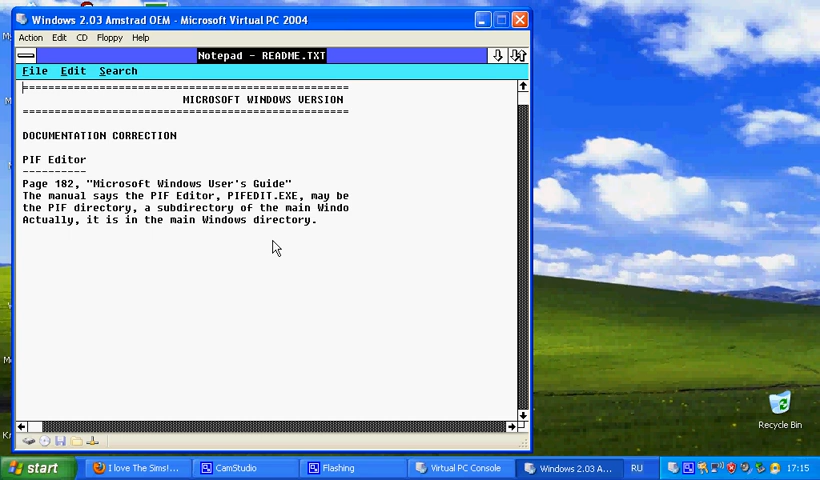 Windows 2.03 Amstrad OEM - Microsoft Virtual PC 2004
Action Edit CD Floppy Help
Notepad - README.TXT
File Edit Search
===================================================
MICROSOFT WINDOWS VERSION
===================================================
DOCUMENTATION CORRECTION
PIF Editor
----------
Page 182, "Microsoft Windows User's Guide"
The manual says the PIF Editor, PIFEDIT.EXE, may be
the PIF directory, a subdirectory of the main Windo
Actually, it is in the main Windows directory.
Recycle Bin
start
I love The Sims!...
CamStudio
Flashing
Virtual PC Console
Windows 2.03 A...
RU
17:15